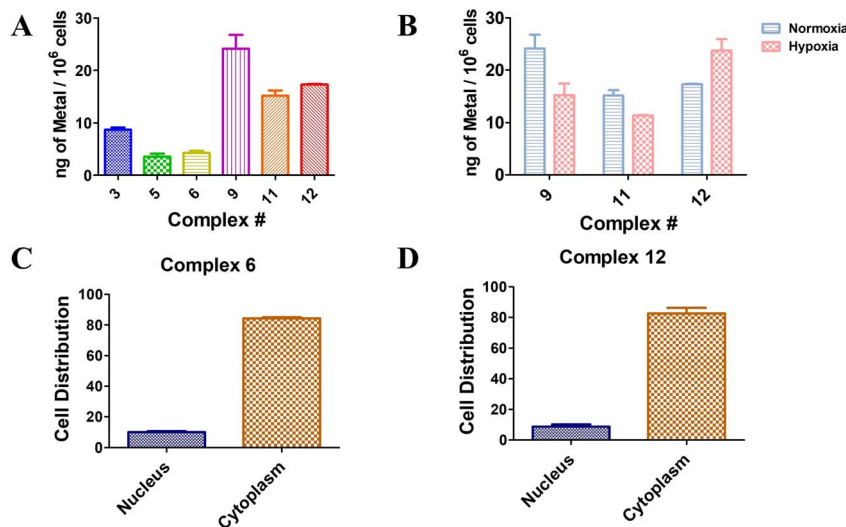 A
ng of Metal / 10⁶ cells
30
20
10
0
3
5
6
9
11
12
Complex #
B
ng of Metal / 10⁶ cells
30
20
10
0
9
11
12
Complex #
Normoxia
Hypoxia
C
Complex 6
Cell Distribution
100
80
60
40
20
0
Nucleus
Cytoplasm
D
Complex 12
Cell Distribution
100
80
60
40
20
0
Nucleus
Cytoplasm